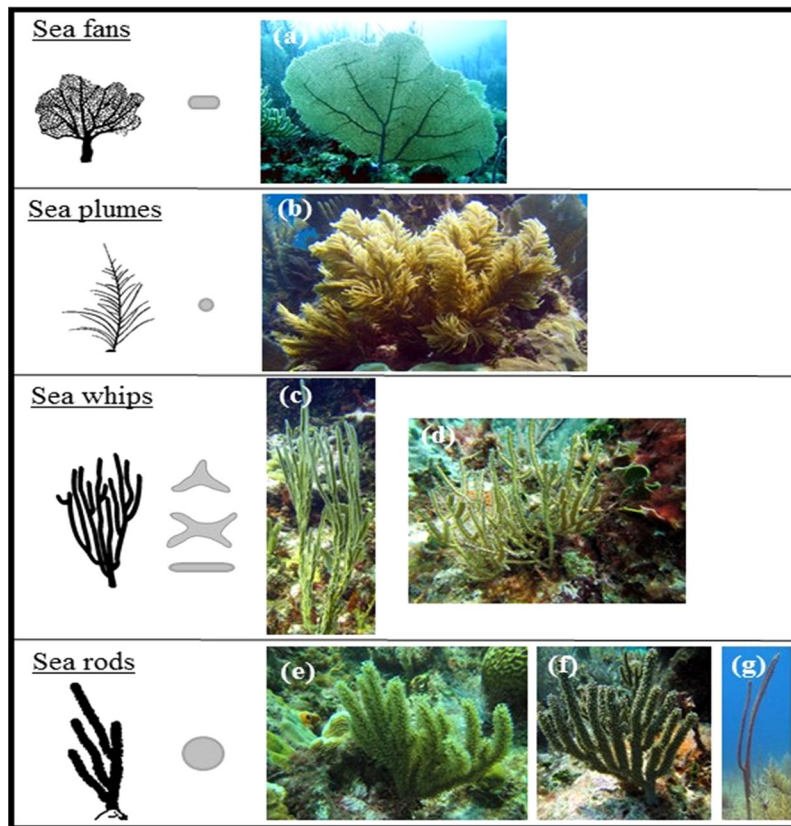 Sea fans
(a)
Sea plumes
(b)
Sea whips
(c)
(d)
Sea rods
(e)
(f)
(g)